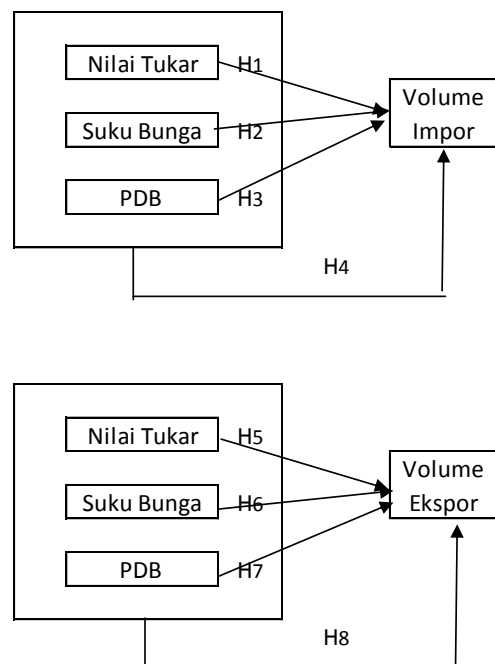 Nilai Tukar
H1
Suku Bunga
H2
PDB
H3
Volume
Impor
H4
Nilai Tukar
H5
Suku Bunga
H6
PDB
H7
Volume
Ekspor
H8